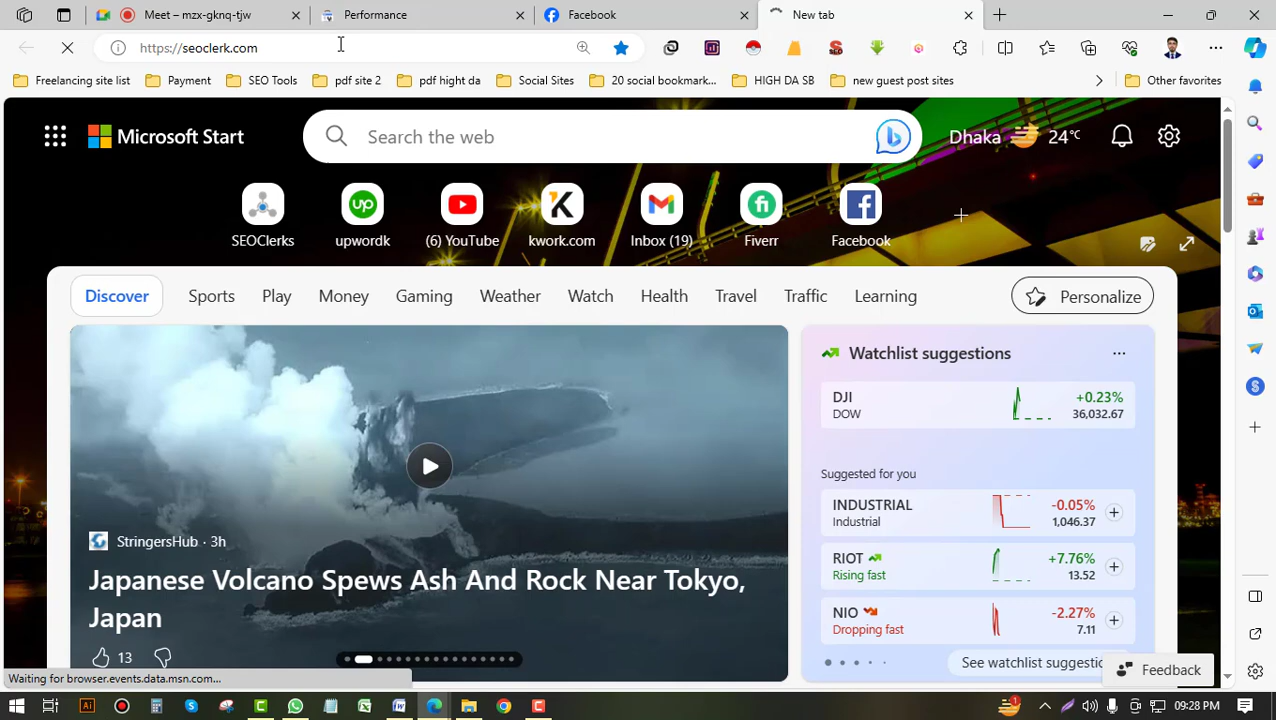 Meet – mzx-gknq-tjw
Performance
Facebook
New tab
https://seoclerk.com
Freelancing site list
Payment
SEO Tools
pdf site 2
pdf hight da
Social Sites
20 social bookmark...
HIGH DA SB
new guest post sites
Other favorites
Microsoft Start
Search the web
Dhaka
24°C
up
fi
SEOClerks
upwordk
(6) YouTube
kwork.com
Inbox (19)
Fiverr
Facebook
Discover
Sports
Play
Money
Gaming
Weather
Watch
Health
Travel
Traffic
Learning
Personalize
StringersHub · 3h
Japanese Volcano Spews Ash And Rock Near Tokyo,
Japan
13
Watchlist suggestions
DJI
+0.23%
DOW
36,032.67
Suggested for you
INDUSTRIAL
-0.05%
Industrial
1,046.37
RIOT
+7.76%
Rising fast
13.52
NIO
-2.27%
Dropping fast
7.11
See watchlist suggestio
Feedback
Waiting for browser.events.data.msn.com...
09:28 PM